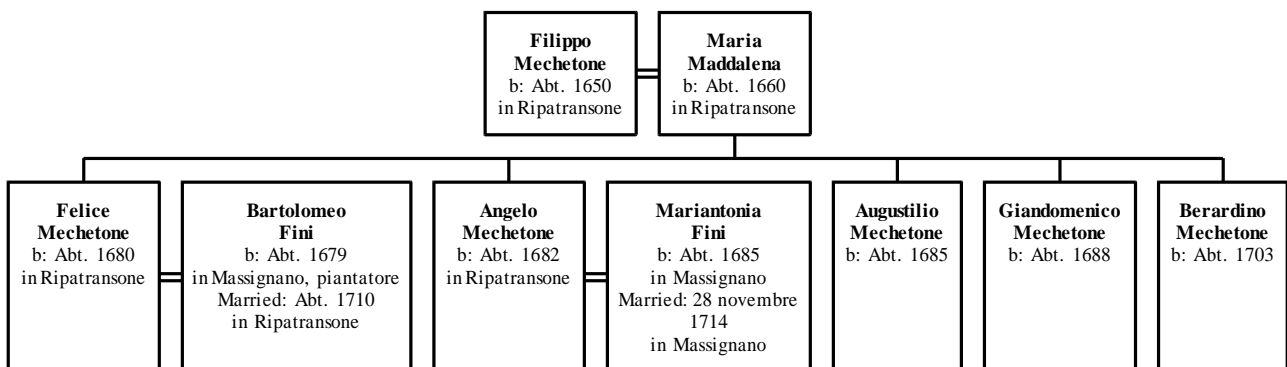 Filippo
Mechetone
b: Abt. 1650
in Ripatransone
Maria
Maddalena
b: Abt. 1660
in Ripatransone
Felice
Mechetone
b: Abt. 1680
in Ripatransone
Bartolomeo
Fini
b: Abt. 1679
in Massignano, piantatore
Married: Abt. 1710
in Ripatransone
Angelo
Mechetone
b: Abt. 1682
in Ripatransone
Mariantonia
Fini
b: Abt. 1685
in Massignano
Married: 28 novembre
1714
in Massignano
Augustilio
Mechetone
b: Abt. 1685
Giandomenico
Mechetone
b: Abt. 1688
Berardino
Mechetone
b: Abt. 1703